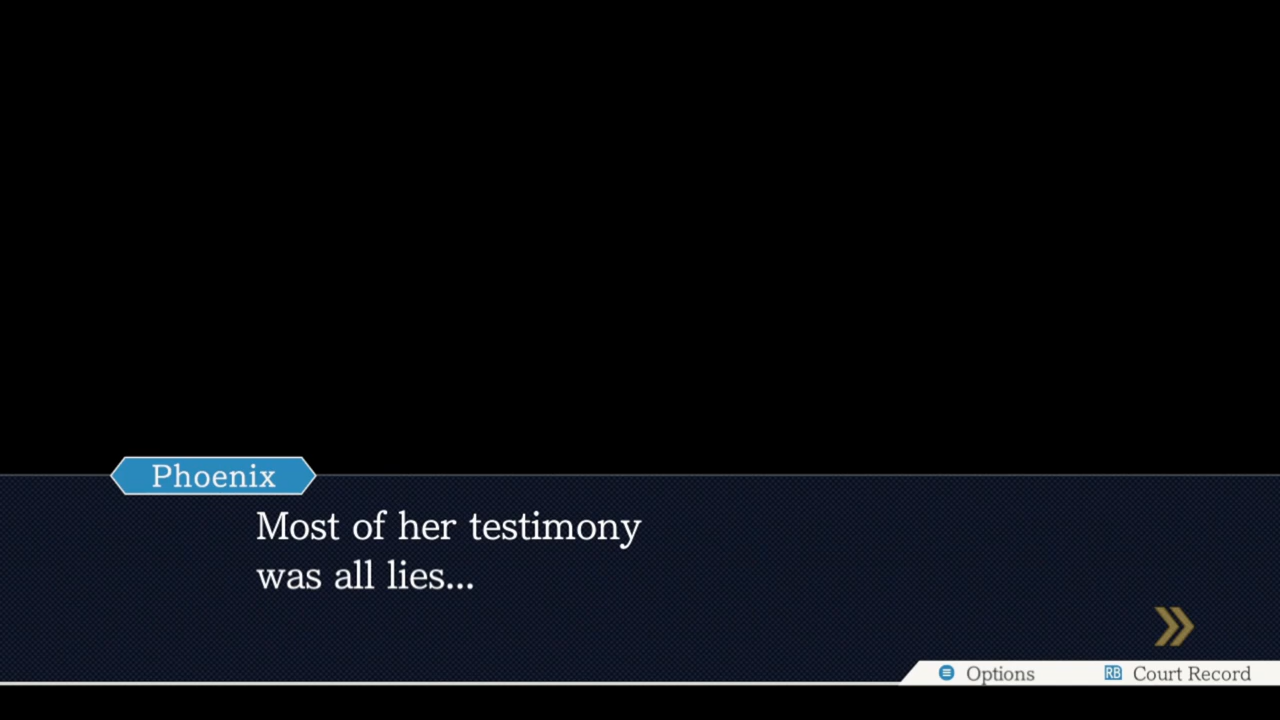 Phoenix
Most of her testimony
was all lies...
Options
RB Court Record